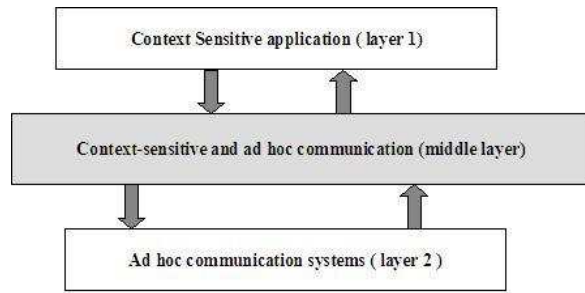 Context Sensitive application ( layer 1)
Context-sensitive and ad hoc communication (middle layer)
Ad hoc communication systems ( layer 2 )